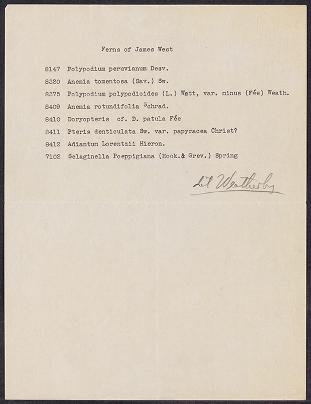 Ferns of James West
8147 Polypodium peruvianum Desv.
8320 Anemia tomentosa (Sav.) Sw.
8375 Polypodium polypodioides (L.) Watt, var. minus (Fée) Weath.
8409 Anemia rotundifolia Schrad.
8410 Doryopteris cf. D. patula Fée
8411 Pteris denticulata Sw. var. papyracea Christ?
8412 Adiantum Lorentzii Hieron.
7102 Selaginella Poeppigiana (Hook.& Grev.) Spring
det Weatherby